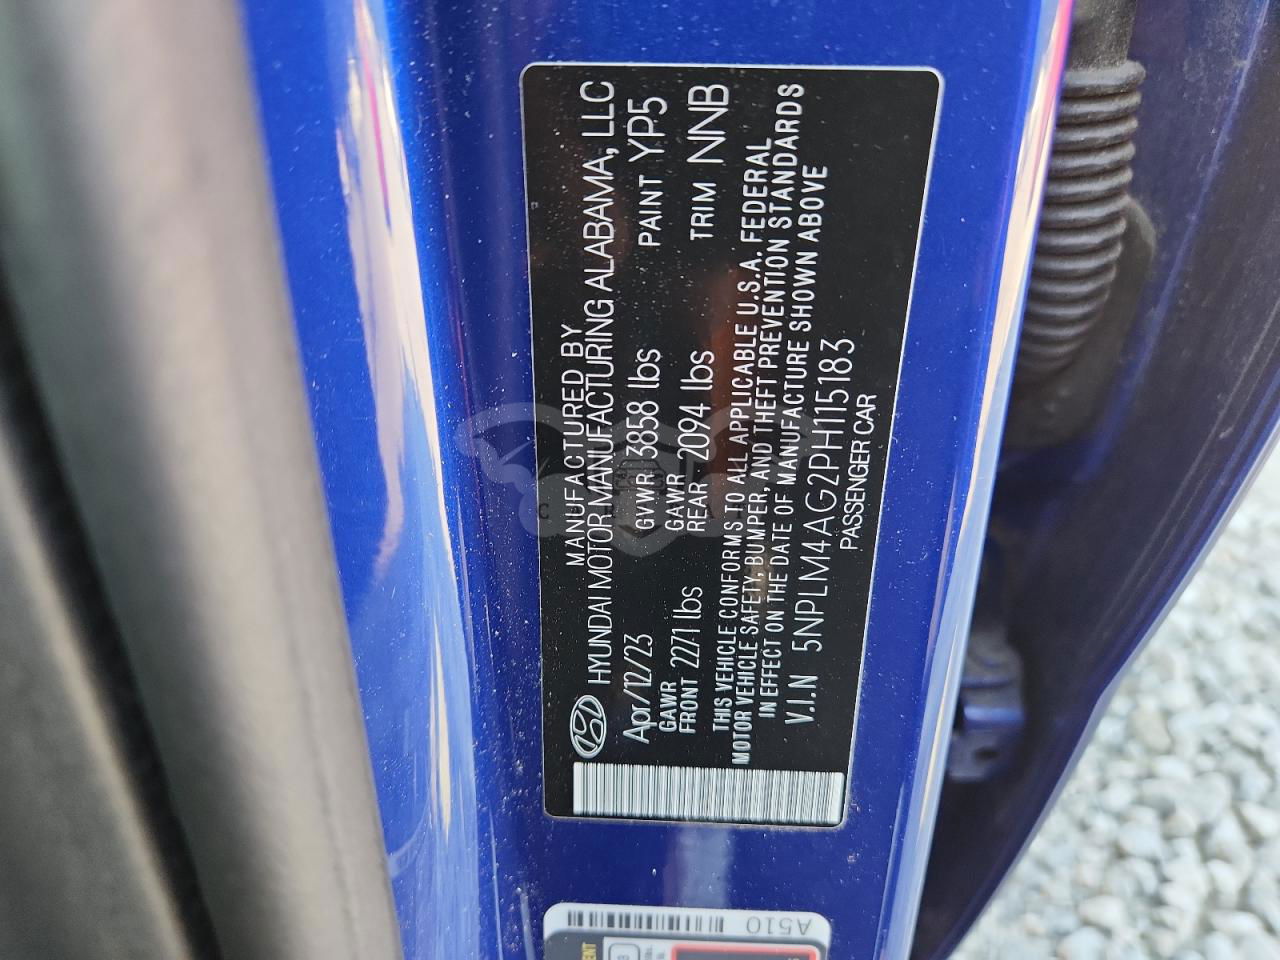 MANUFACTURED BY
HYUNDAI MOTOR MANUFACTURING ALABAMA, LLC
Apr/12/23 GVWR 3858 lbs PAINT YP5
GAWR FRONT 2271 lbs GAWR REAR 2094 lbs TRIM NNB
THIS VEHICLE CONFORMS TO ALL APPLICABLE U.S.A. FEDERAL
MOTOR VEHICLE SAFETY, BUMPER, AND THEFT PREVENTION STANDARDS
IN EFFECT ON THE DATE OF MANUFACTURE SHOWN ABOVE
V.I.N 5NPLM4AG2PH115183
PASSENGER CAR
A510